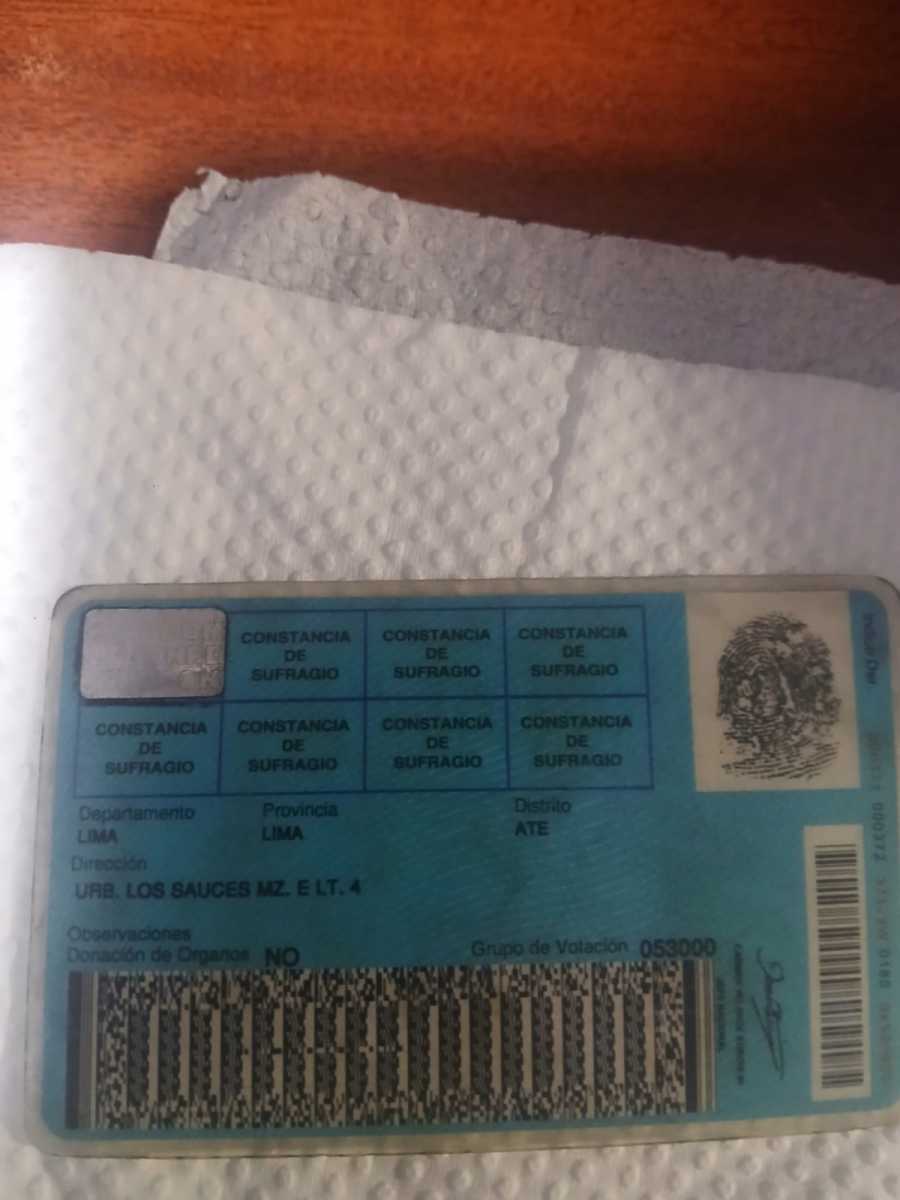 CONSTANCIA DE SUFRAGIO
CONSTANCIA DE SUFRAGIO
CONSTANCIA DE SUFRAGIO
CONSTANCIA DE SUFRAGIO
CONSTANCIA DE SUFRAGIO
CONSTANCIA DE SUFRAGIO
CONSTANCIA DE SUFRAGIO
Departamento Provincia Distrito
LIMA LIMA ATE
Dirección
URB. LOS SAUCES MZ. E LT. 4
Observaciones
Donación de Organos NO Grupo de Votación 053000
Indice Der